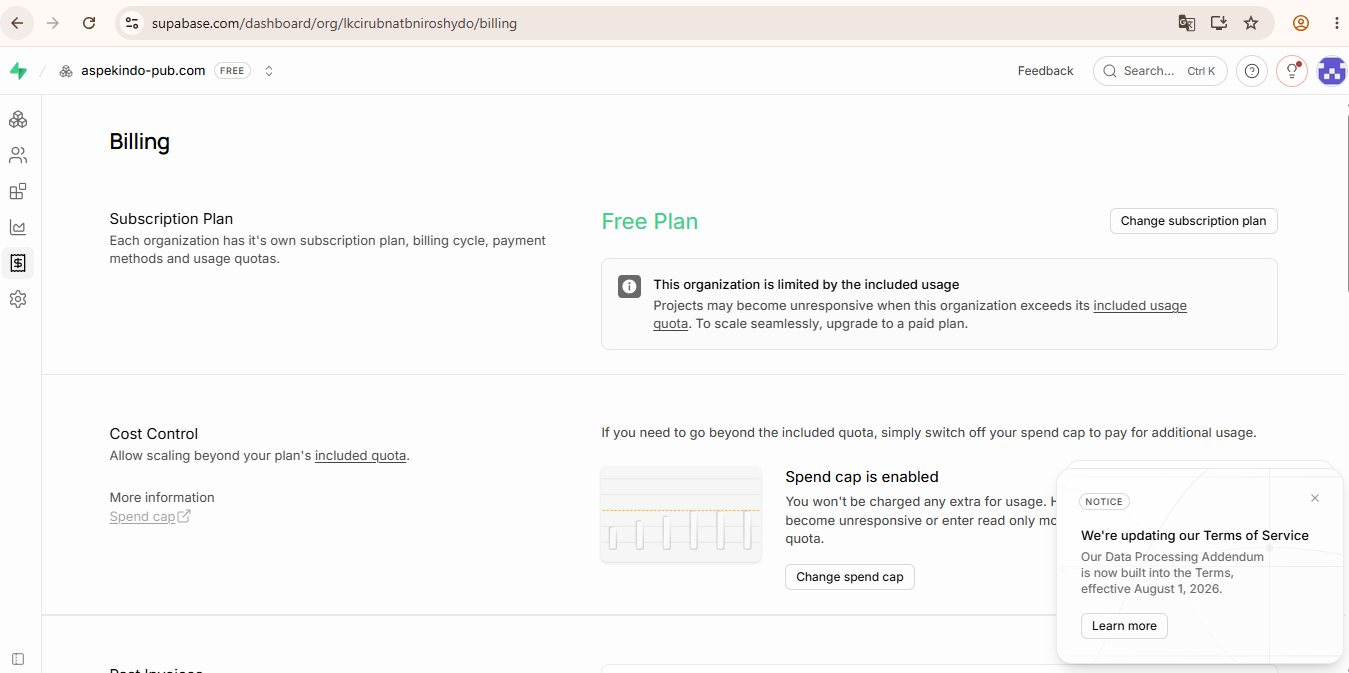 supabase.com/dashboard/org/lkcirubnatbniroshydo/billing
aspekindo-pub.com FREE
Feedback
Search... Ctrl K
Billing
Subscription Plan
Each organization has it's own subscription plan, billing cycle, payment
methods and usage quotas.
Free Plan
Change subscription plan
This organization is limited by the included usage
Projects may become unresponsive when this organization exceeds its included usage
quota. To scale seamlessly, upgrade to a paid plan.
Cost Control
Allow scaling beyond your plan's included quota.
More information
Spend cap
If you need to go beyond the included quota, simply switch off your spend cap to pay for additional usage.
Spend cap is enabled
You won't be charged any extra for usage.
become unresponsive or enter read only
quota.
Change spend cap
NOTICE
We're updating our Terms of Service
Our Data Processing Addendum
is now built into the Terms,
effective August 1, 2026.
Learn more
Past Invoices